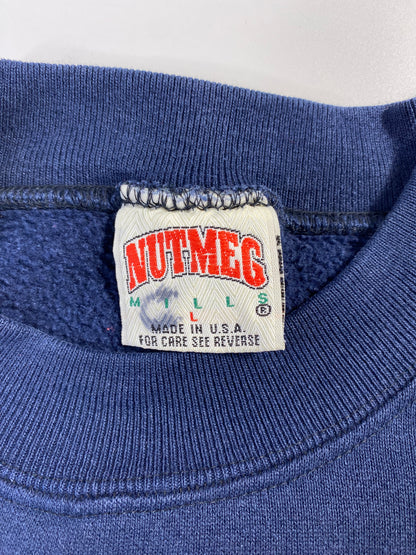 NUTMEG
MILLS
L ®
MADE IN U.S.A.
FOR CARE SEE REVERSE